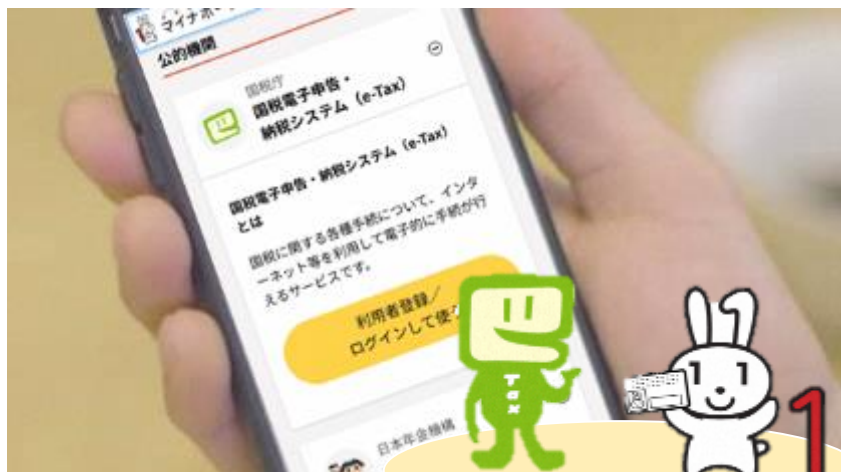 マイナポ
公的機関
国税庁
国税電子申告・
納税システム（e-Tax）
国税電子申告・納税システム（e-Tax）
とは
国税に関する各種手続について、インタ
ーネット等を利用して電子的に手続が行
えるサービスです。
利用者登録／
ログインして使
Tax
日本年金機構
1